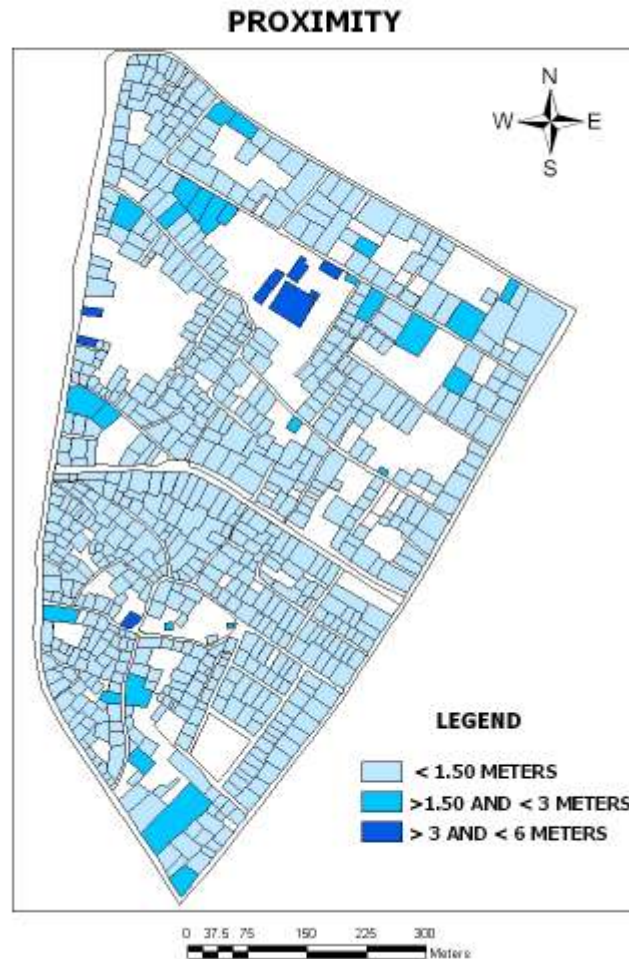 PROXIMITY
N
W E
S
LEGEND
< 1.50 METERS
>1.50 AND < 3 METERS
> 3 AND < 6 METERS
0 37.5 75 150 225 300
Meters